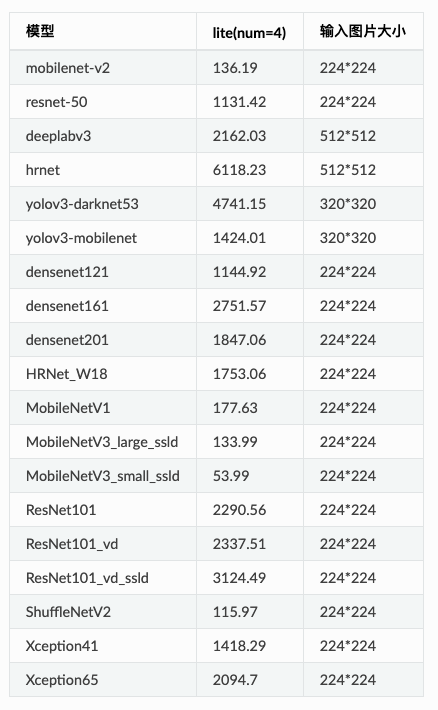 模型 lite(num=4) 输入图片大小
mobilenet-v2 136.19 224*224
resnet-50 1131.42 224*224
deeplabv3 2162.03 512*512
hrnet 6118.23 512*512
yolov3-darknet53 4741.15 320*320
yolov3-mobilenet 1424.01 320*320
densenet121 1144.92 224*224
densenet161 2751.57 224*224
densenet201 1847.06 224*224
HRNet_W18 1753.06 224*224
MobileNetV1 177.63 224*224
MobileNetV3_large_ssld 133.99 224*224
MobileNetV3_small_ssld 53.99 224*224
ResNet101 2290.56 224*224
ResNet101_vd 2337.51 224*224
ResNet101_vd_ssld 3124.49 224*224
ShuffleNetV2 115.97 224*224
Xception41 1418.29 224*224
Xception65 2094.7 224*224